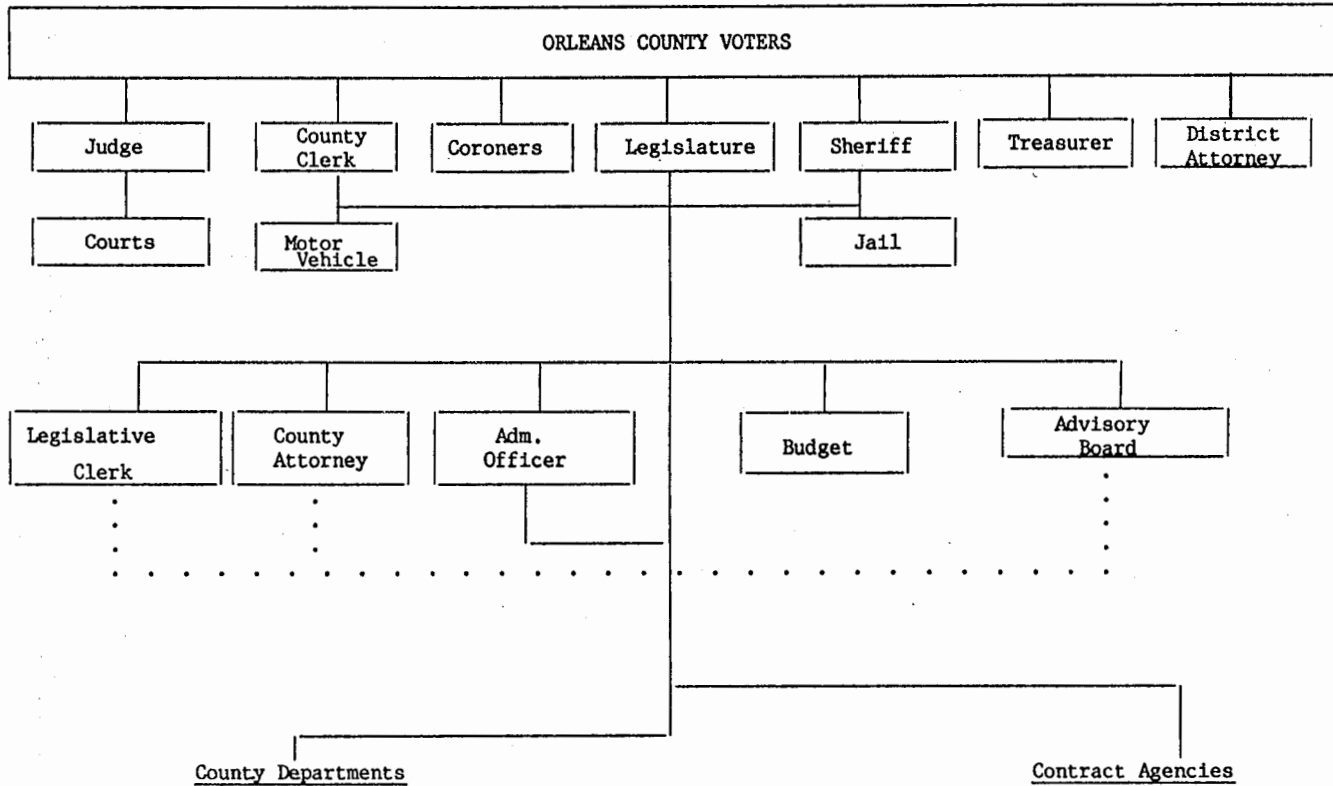 ORLEANS COUNTY VOTERS
Judge
County
Clerk
Coroners
Legislature
Sheriff
Treasurer
District
Attorney
Courts
Motor
Vehicle
Jail
Legislative
Clerk
County
Attorney
Adm.
Officer
Budget
Advisory
Board
County Departments
Contract Agencies